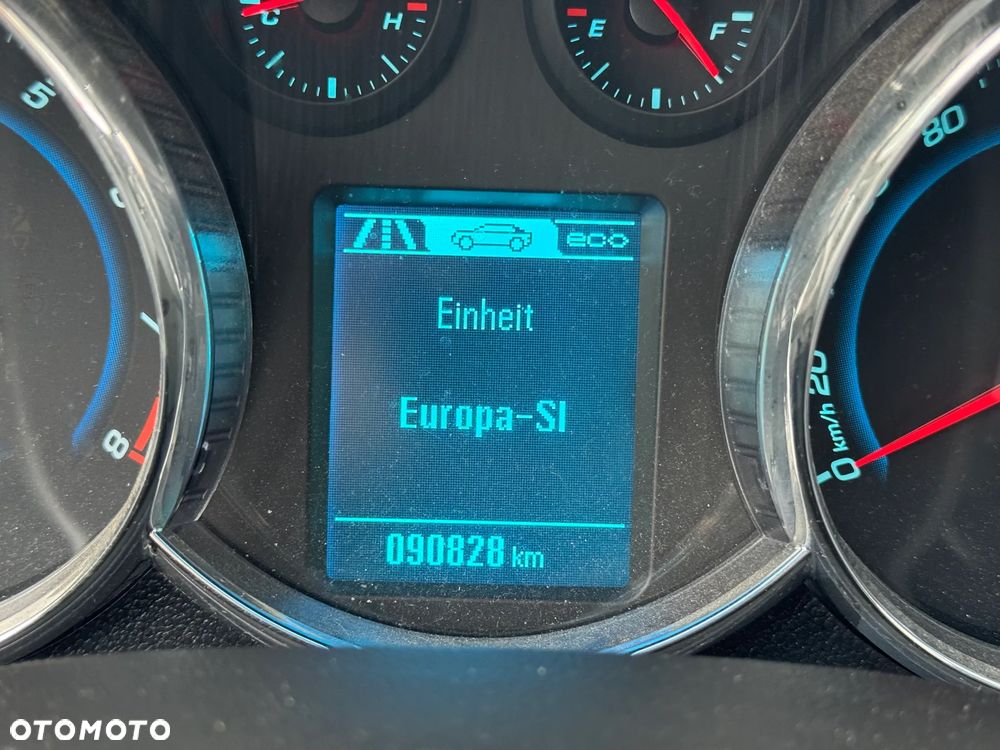 C H
E F
5
80
eco
Einheit
Europa-SI
20
km/h
0
8
090828 km
OTOMOTO